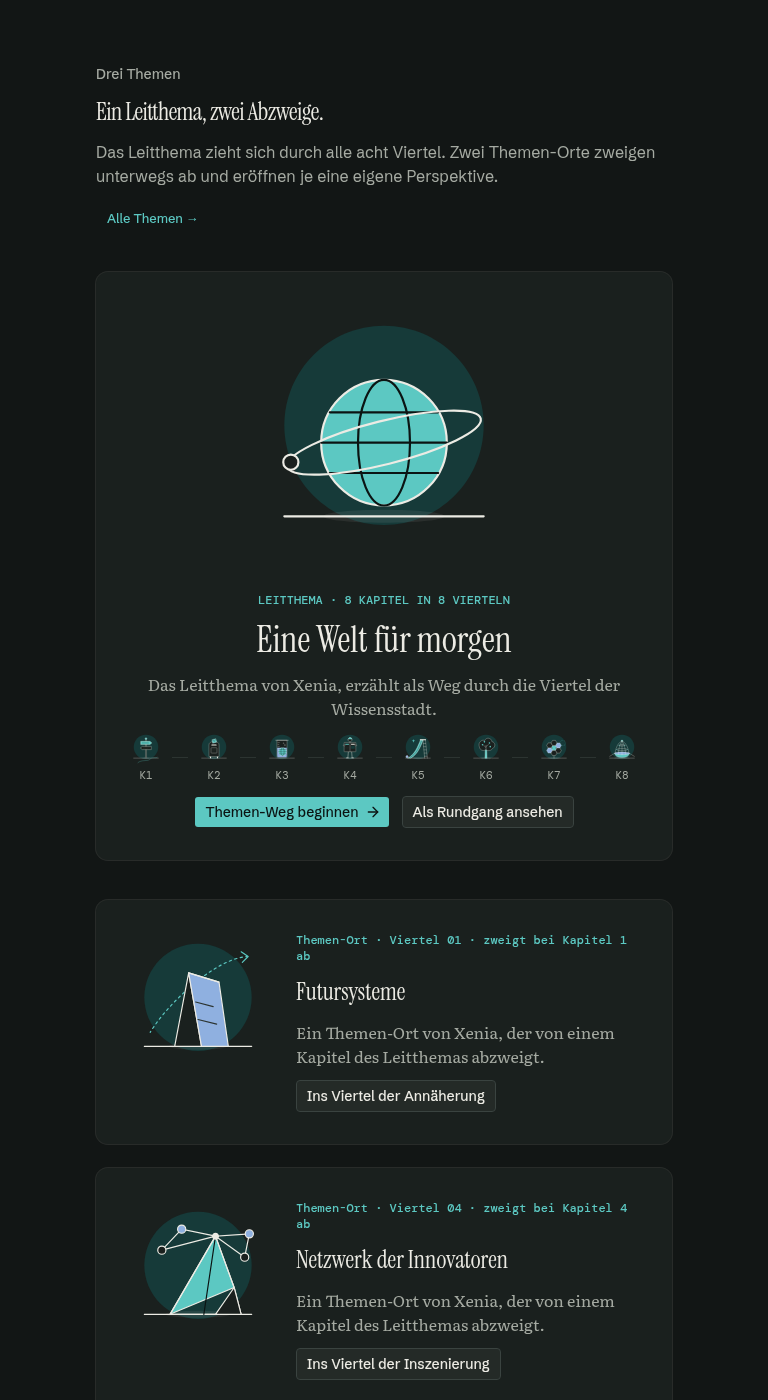 Drei Themen
Ein Leitthema, zwei Abzweige.
Das Leitthema zieht sich durch alle acht Viertel. Zwei Themen-Orte zweigen
unterwegs ab und eröffnen je eine eigene Perspektive.
Alle Themen →
LEITTHEMA · 8 KAPITEL IN 8 VIERTELN
Eine Welt für morgen
Das Leitthema von Xenia, erzählt als Weg durch die Viertel der
Wissensstadt.
K1 K2 K3 K4 K5 K6 K7 K8
Themen-Weg beginnen → Als Rundgang ansehen
Themen-Ort · Viertel 01 · zweigt bei Kapitel 1
ab
Futursysteme
Ein Themen-Ort von Xenia, der von einem
Kapitel des Leitthemas abzweigt.
Ins Viertel der Annäherung
Themen-Ort · Viertel 04 · zweigt bei Kapitel 4
ab
Netzwerk der Innovatoren
Ein Themen-Ort von Xenia, der von einem
Kapitel des Leitthemas abzweigt.
Ins Viertel der Inszenierung